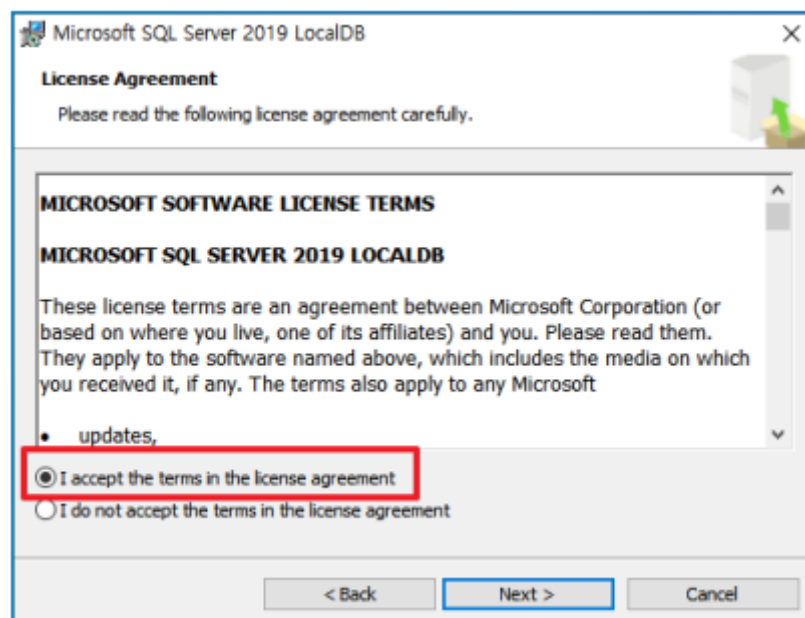 Microsoft SQL Server 2019 LocalDB
License Agreement
Please read the following license agreement carefully.
MICROSOFT SOFTWARE LICENSE TERMS
MICROSOFT SQL SERVER 2019 LOCALDB
These license terms are an agreement between Microsoft Corporation (or
based on where you live, one of its affiliates) and you. Please read them.
They apply to the software named above, which includes the media on which
you received it, if any. The terms also apply to any Microsoft
• updates,
I accept the terms in the license agreement
I do not accept the terms in the license agreement
< Back
Next >
Cancel